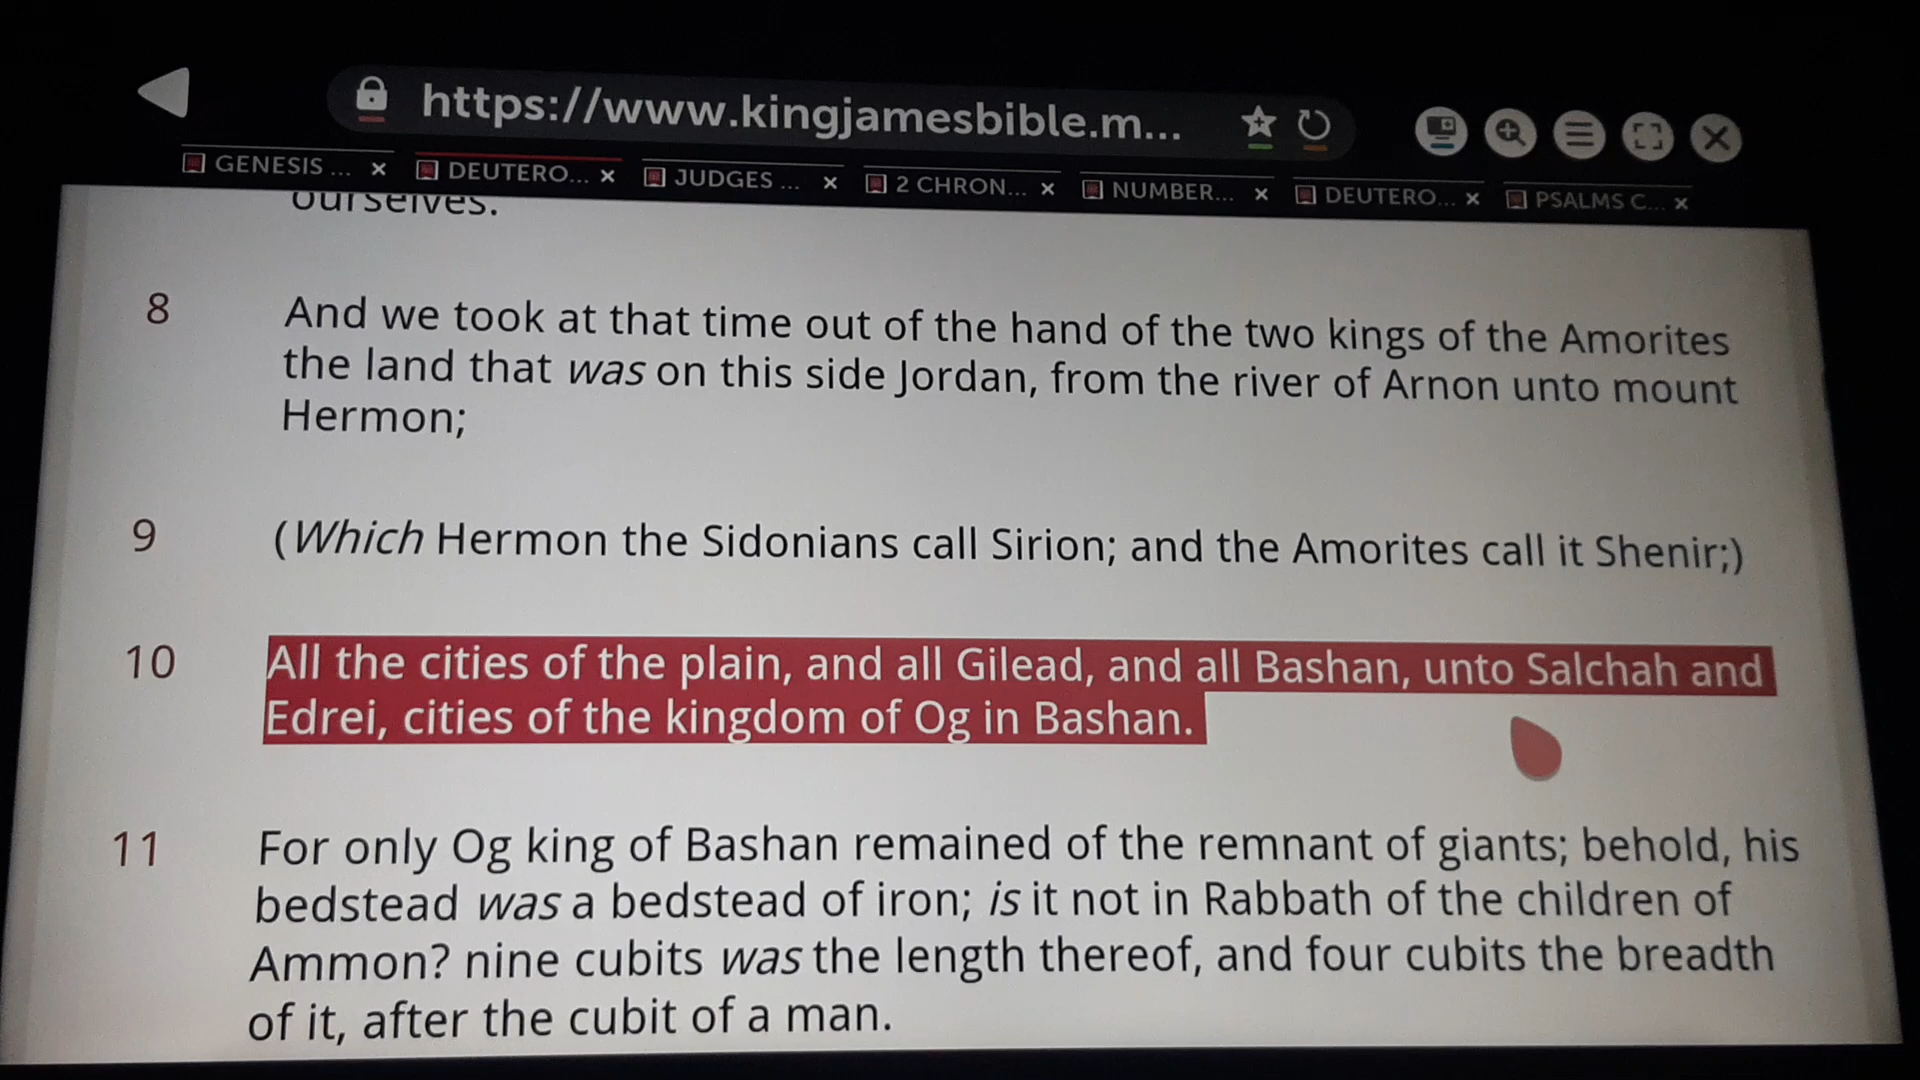 https://www.kingjamesbible.m...
GENESIS ... × DEUTERO... × JUDGES ... × 2 CHRON... × NUMBER... × DEUTERO... × PSALMS C... ×
ourselves.
8 And we took at that time out of the hand of the two kings of the Amorites
the land that was on this side Jordan, from the river of Arnon unto mount
Hermon;
9 (Which Hermon the Sidonians call Sirion; and the Amorites call it Shenir;)
10 All the cities of the plain, and all Gilead, and all Bashan, unto Salchah and
Edrei, cities of the kingdom of Og in Bashan.
11 For only Og king of Bashan remained of the remnant of giants; behold, his
bedstead was a bedstead of iron; is it not in Rabbath of the children of
Ammon? nine cubits was the length thereof, and four cubits the breadth
of it, after the cubit of a man.